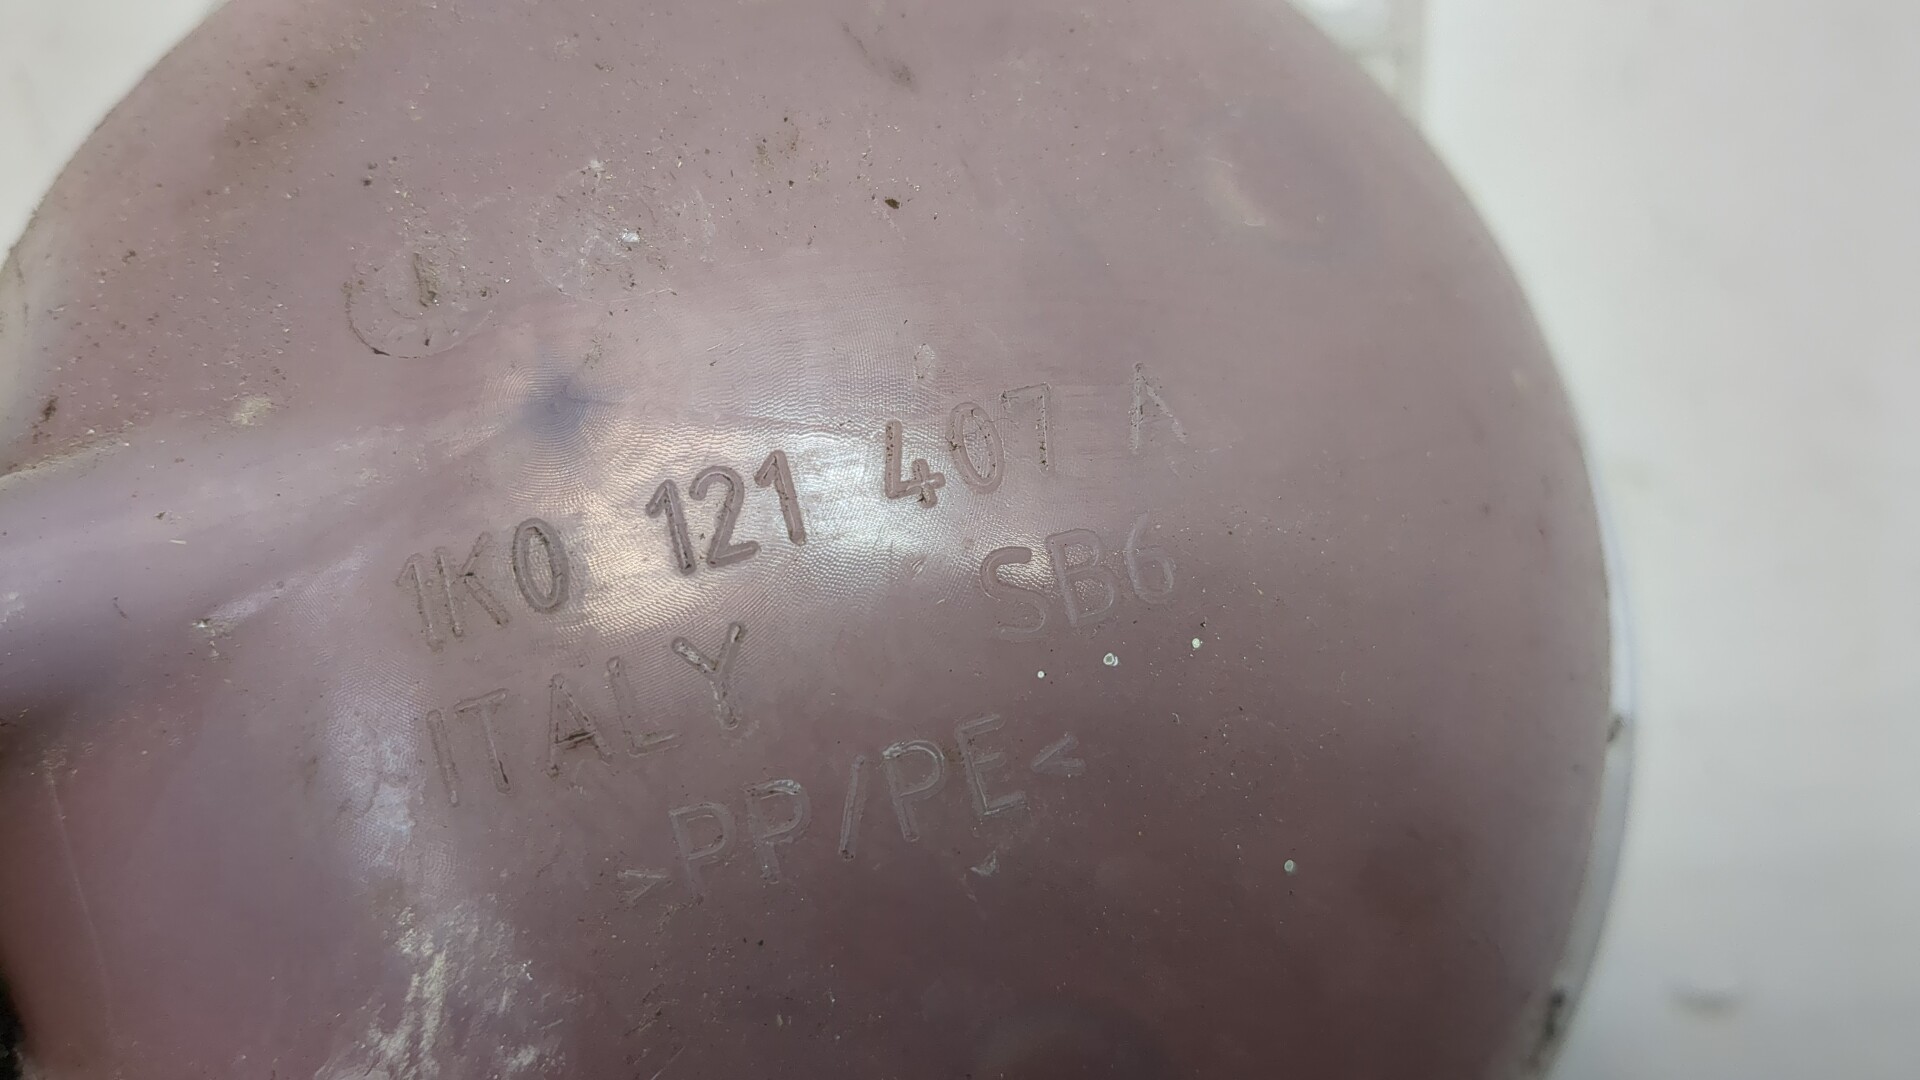 1K0 121 407 A
SB6
ITALY
>PP/PE<